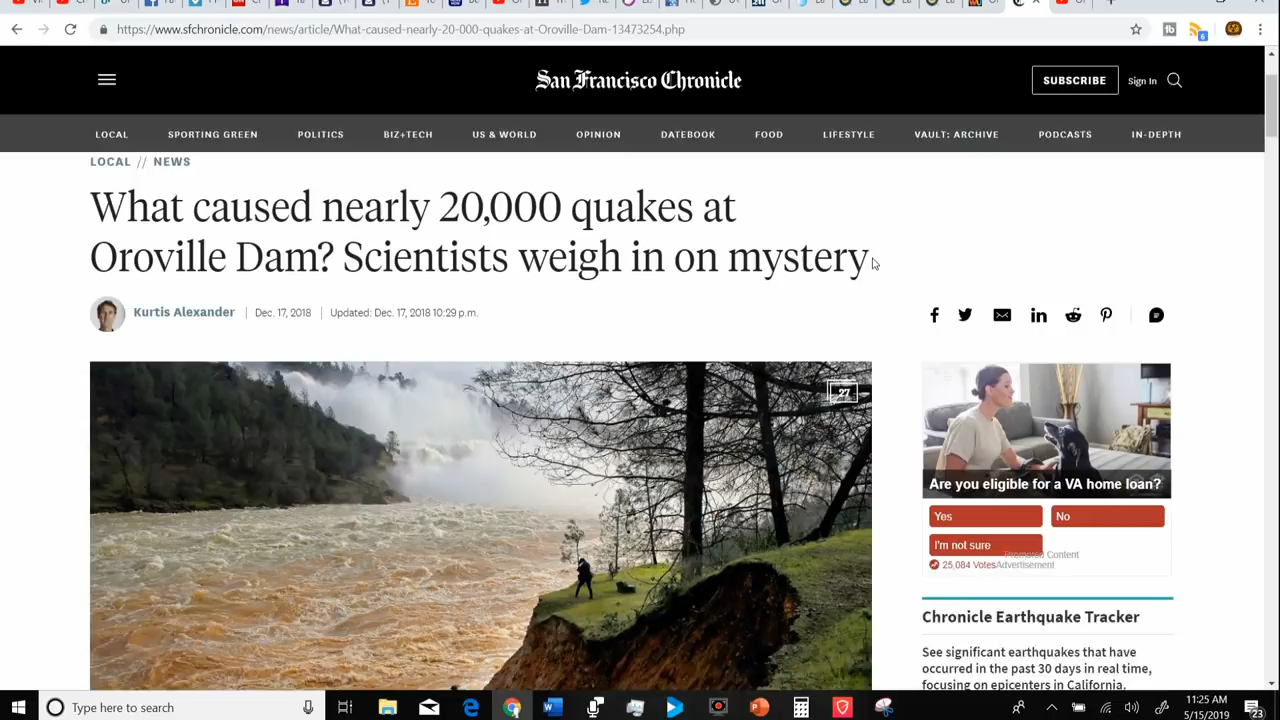 https://www.sfchronicle.com/news/article/What-caused-nearly-20-000-quakes-at-Oroville-Dam-13473254.php
6
San Francisco Chronicle
SUBSCRIBE
Sign In
LOCAL
SPORTING GREEN
POLITICS
BIZ+TECH
US & WORLD
OPINION
DATEBOOK
FOOD
LIFESTYLE
VAULT: ARCHIVE
PODCASTS
IN-DEPTH
LOCAL // NEWS
What caused nearly 20,000 quakes at
Oroville Dam? Scientists weigh in on mystery
Kurtis Alexander
Dec. 17, 2018
Updated: Dec. 17, 2018 10:29 p.m.
27
Are you eligible for a VA home loan?
Yes
No
I'm not sure
Promoted Content
25,084 Votes
Advertisement
Chronicle Earthquake Tracker
See significant earthquakes that have
occurred in the past 30 days in real time,
focusing on epicenters in California.
Type here to search
11:25 AM
5/15/2019
23